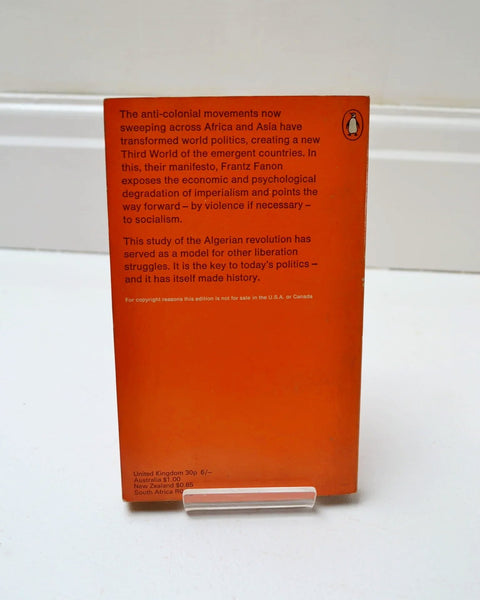 The anti-colonial movements now
sweeping across Africa and Asia have
transformed world politics, creating a new
Third World of the emergent countries. In
this, their manifesto, Frantz Fanon
exposes the economic and psychological
degradation of imperialism and points the
way forward – by violence if necessary –
to socialism.
This study of the Algerian revolution has
served as a model for other liberation
struggles. It is the key to today's politics –
and it has itself made history.
For copyright reasons this edition is not for sale in the U.S.A. or Canada
United Kingdom 30p 6/–
Australia $1.00
New Zealand $0.85
South Africa